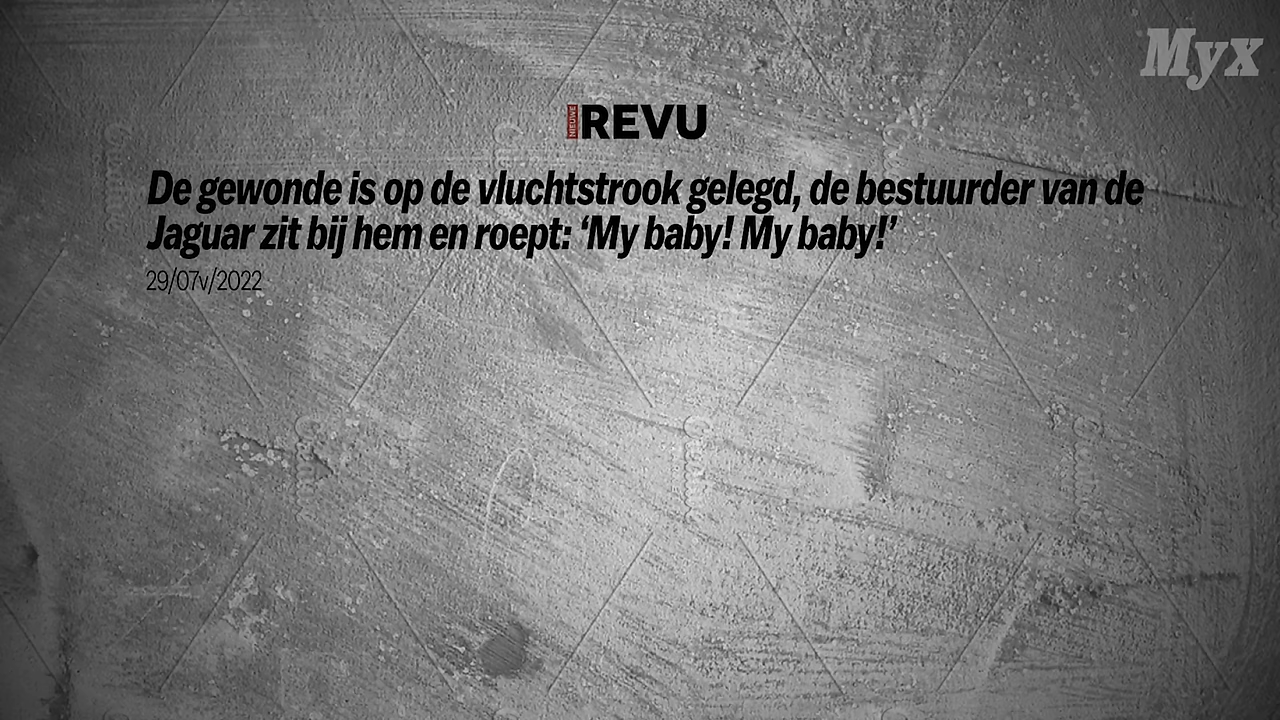 Myx
NIEUWE REVU
De gewonde is op de vluchtstrook gelegd, de bestuurder van de
Jaguar zit bij hem en roept: ‘My baby! My baby!’
29/07v/2022